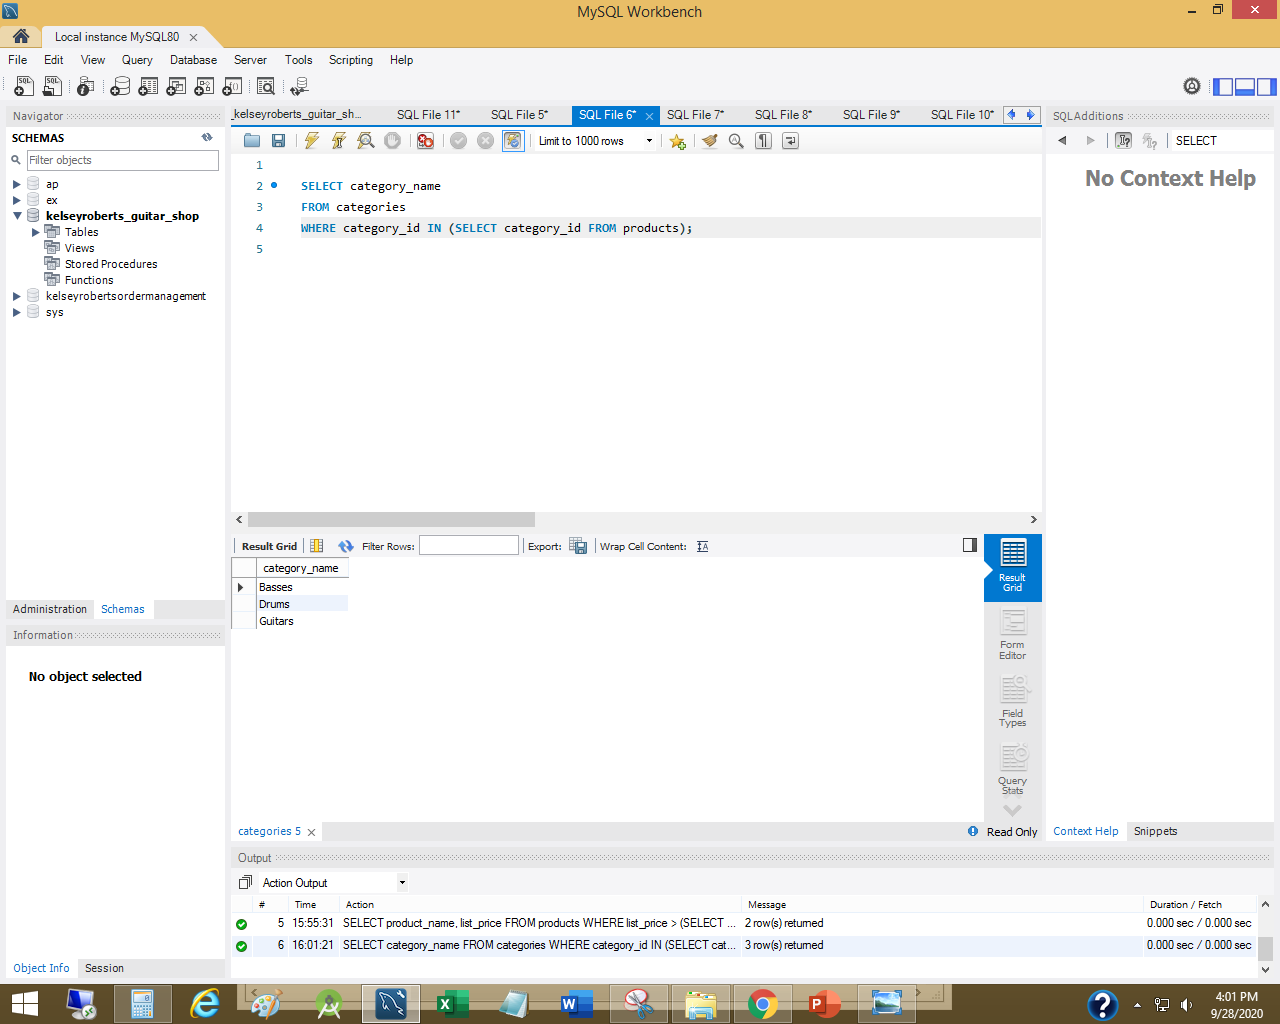 MySQL Workbench
Local instance MySQL80
File Edit View Query Database Server Tools Scripting Help
Navigator
SCHEMAS
Filter objects
ap
ex
kelseyroberts_guitar_shop
Tables
Views
Stored Procedures
Functions
kelseyrobertsordermanagement
sys
Administration Schemas
Information
No object selected
Object Info Session
_kelseyroberts_guitar_sh... SQL File 11* SQL File 5* SQL File 6* SQL File 7* SQL File 8* SQL File 9* SQL File 10*
Limit to 1000 rows
1
2 SELECT category_name
3 FROM categories
4 WHERE category_id IN (SELECT category_id FROM products);
5
Result Grid Filter Rows: Export: Wrap Cell Content:
category_name
Basses
Drums
Guitars
Result
Grid
Form
Editor
Field
Types
Query
Stats
categories 5 Read Only
SQLAdditions
SELECT
No Context Help
Context Help Snippets
Output
Action Output
# Time Action Message Duration / Fetch
5 15:55:31 SELECT product_name, list_price FROM products WHERE list_price > (SELECT ... 2 row(s) returned 0.000 sec / 0.000 sec
6 16:01:21 SELECT category_name FROM categories WHERE category_id IN (SELECT cat... 3 row(s) returned 0.000 sec / 0.000 sec
4:01 PM
9/28/2020